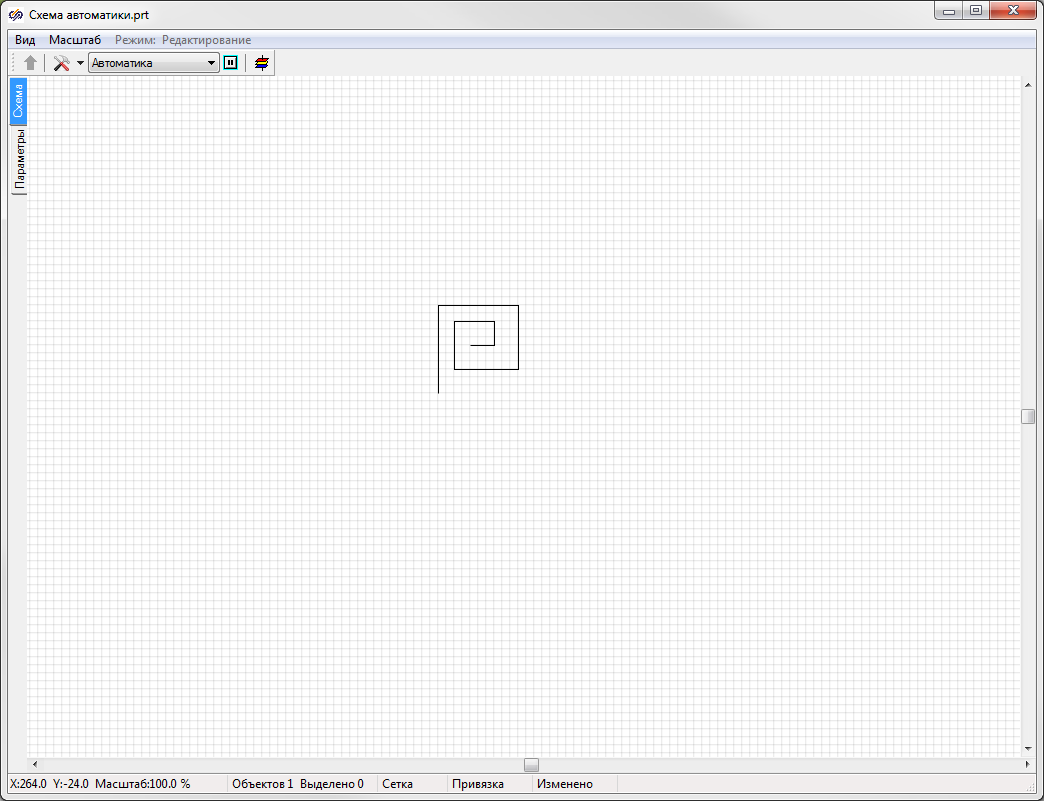 Схема автоматики.prt
Вид Масштаб Режим: Редактирование
Автоматика
Схема
Параметры
X:264.0 Y:-24.0 Масштаб:100.0 % Объектов 1 Выделено 0 Сетка Привязка Изменено